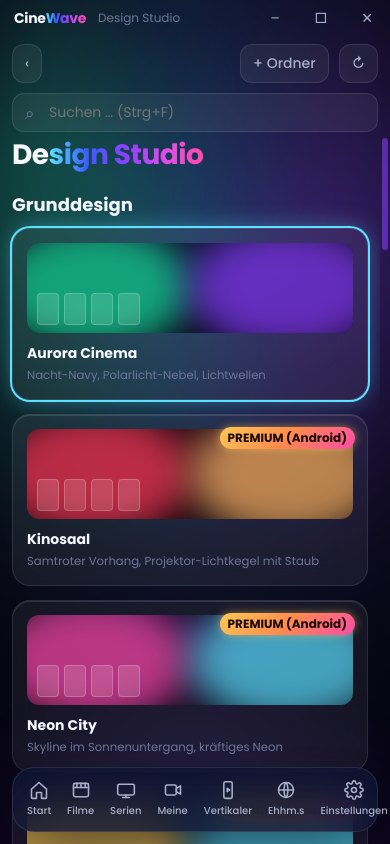 CineWave Design Studio
+ Ordner
Suchen ... (Strg+F)
Design Studio
Grunddesign
Aurora Cinema
Nacht-Navy, Polarlicht-Nebel, Lichtwellen
PREMIUM (Android)
Kinosaal
Samtroter Vorhang, Projektor-Lichtkegel mit Staub
PREMIUM (Android)
Neon City
Skyline im Sonnenuntergang, kräftiges Neon
Start Filme Serien Meine Vertikaler Ehhm.s Einstellungen